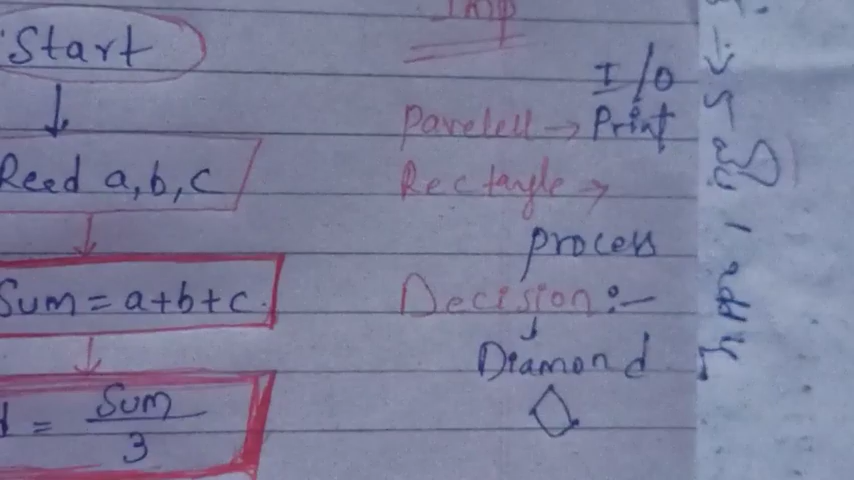 Start
Reed a, b, c
Sum = a+b+c.
d = Sum
3
Imp
I/O
Parelell → Print
Rectangle →
process
Decision :-
↓
Diamond